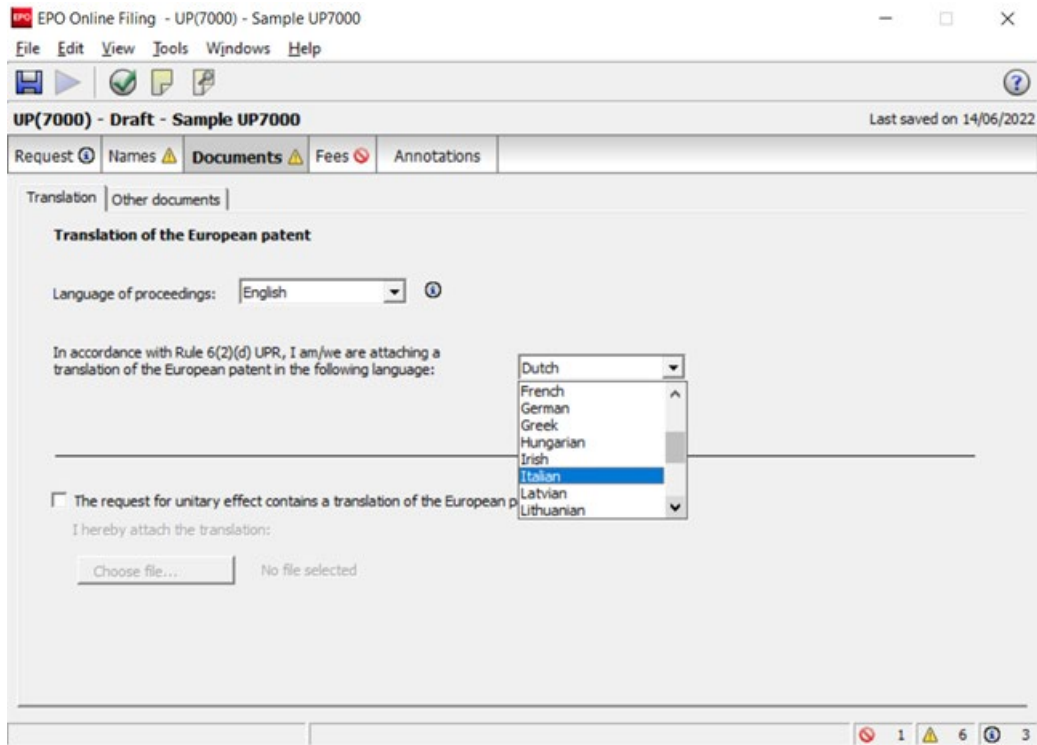 EPO EPO Online Filing - UP(7000) - Sample UP7000
File Edit View Tools Windows Help
UP(7000) - Draft - Sample UP7000 Last saved on 14/06/2022
Request Names Documents Fees Annotations
Translation Other documents
Translation of the European patent
Language of proceedings: English
In accordance with Rule 6(2)(d) UPR, I am/we are attaching a
translation of the European patent in the following language: Dutch
French
German
Greek
Hungarian
Irish
Italian
Latvian
Lithuanian
The request for unitary effect contains a translation of the European p
I hereby attach the translation:
Choose file... No file selected
1 6 3